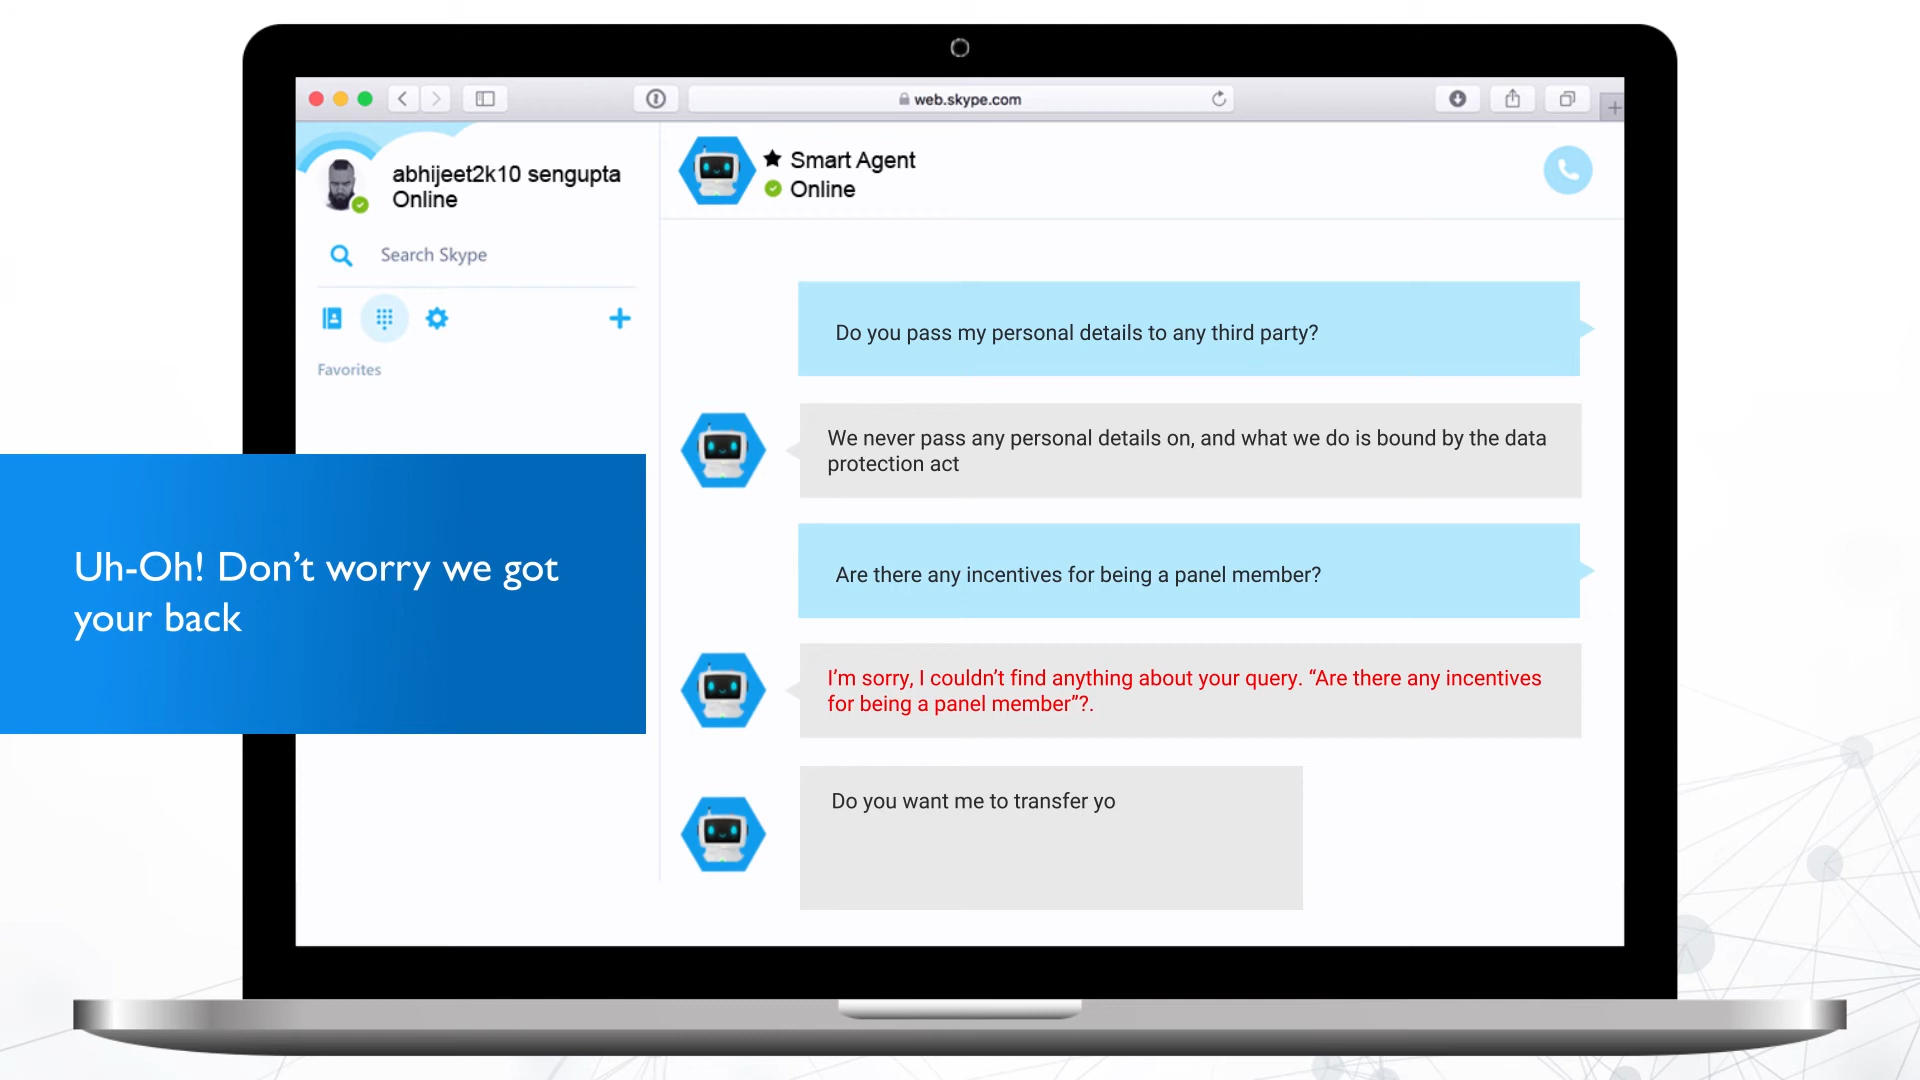 web.skype.com
abhijeet2k10 sengupta
Online
Search Skype
Favorites
Smart Agent
Online
Do you pass my personal details to any third party?
We never pass any personal details on, and what we do is bound by the data
protection act
Are there any incentives for being a panel member?
I’m sorry, I couldn’t find anything about your query. “Are there any incentives
for being a panel member”?.
Do you want me to transfer yo
Uh-Oh! Don’t worry we got
your back